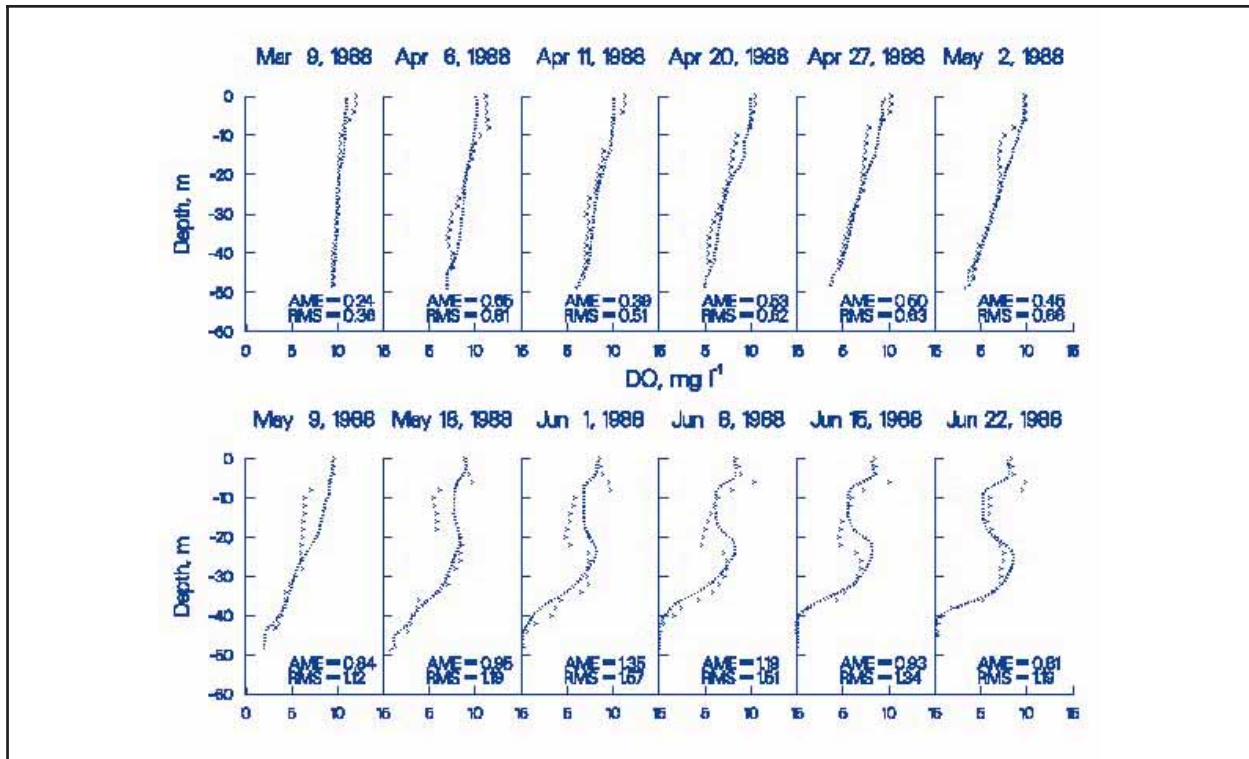 Mar 9, 1988 Apr 6, 1988 Apr 11, 1988 Apr 20, 1988 Apr 27, 1988 May 2, 1988
0
-10
-20
-30
-40
-50
-60
Depth, m
AME = 0.24 AME = 0.65 AME = 0.39 AME = 0.53 AME = 0.50 AME = 0.45
RMS = 0.36 RMS = 0.81 RMS = 0.51 RMS = 0.62 RMS = 0.63 RMS = 0.66
0 5 10 15 5 10 15 5 10 15 5 10 15 5 10 15 5 10 15
DO, mg l-1
May 9, 1988 May 18, 1988 Jun 1, 1988 Jun 8, 1988 Jun 15, 1988 Jun 22, 1988
0
-10
-20
-30
-40
-50
-60
Depth, m
AME = 0.84 AME = 0.95 AME = 1.35 AME = 1.19 AME = 0.93 AME = 0.81
RMS = 1.12 RMS = 1.19 RMS = 1.57 RMS = 1.51 RMS = 1.34 RMS = 1.19
0 5 10 15 5 10 15 5 10 15 5 10 15 5 10 15 5 10 15